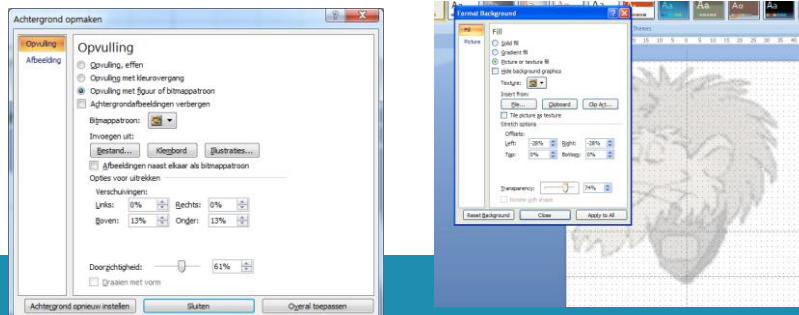 Achtergrond opmaken
Opvulling
Afbeelding
Opvulling
Opvulling, effen
Opvulling met kleurovergang
Opvulling met figuur of bitmappatroon
Achtergrondafbeeldingen verbergen
Bitmappatroon:
Invoegen uit:
Bestand... Klembord Illustraties...
Afbeeldingen naast elkaar als bitmappatroon
Opties voor uitrekken
Verschuivingen:
Links: 0% Rechts: 0%
Boven: 13% Onder: 13%
Doorzichtigheid: 61%
Draaien met vorm
Achtergrond opnieuw instellen Sluiten Overal toepassen
Aa Aa Aa Aa
Themes
Format Background
Fill
Picture
Fill
Solid fill
Gradient fill
Picture or texture fill
Hide background graphics
Texture:
Insert from:
File... Clipboard Clip Art...
Tile picture as texture
Stretch options
Offsets:
Left: -28% Right: -28%
Top: 0% Bottom: 0%
Transparency: 74%
Rotate with shape
Reset Background Close Apply to All